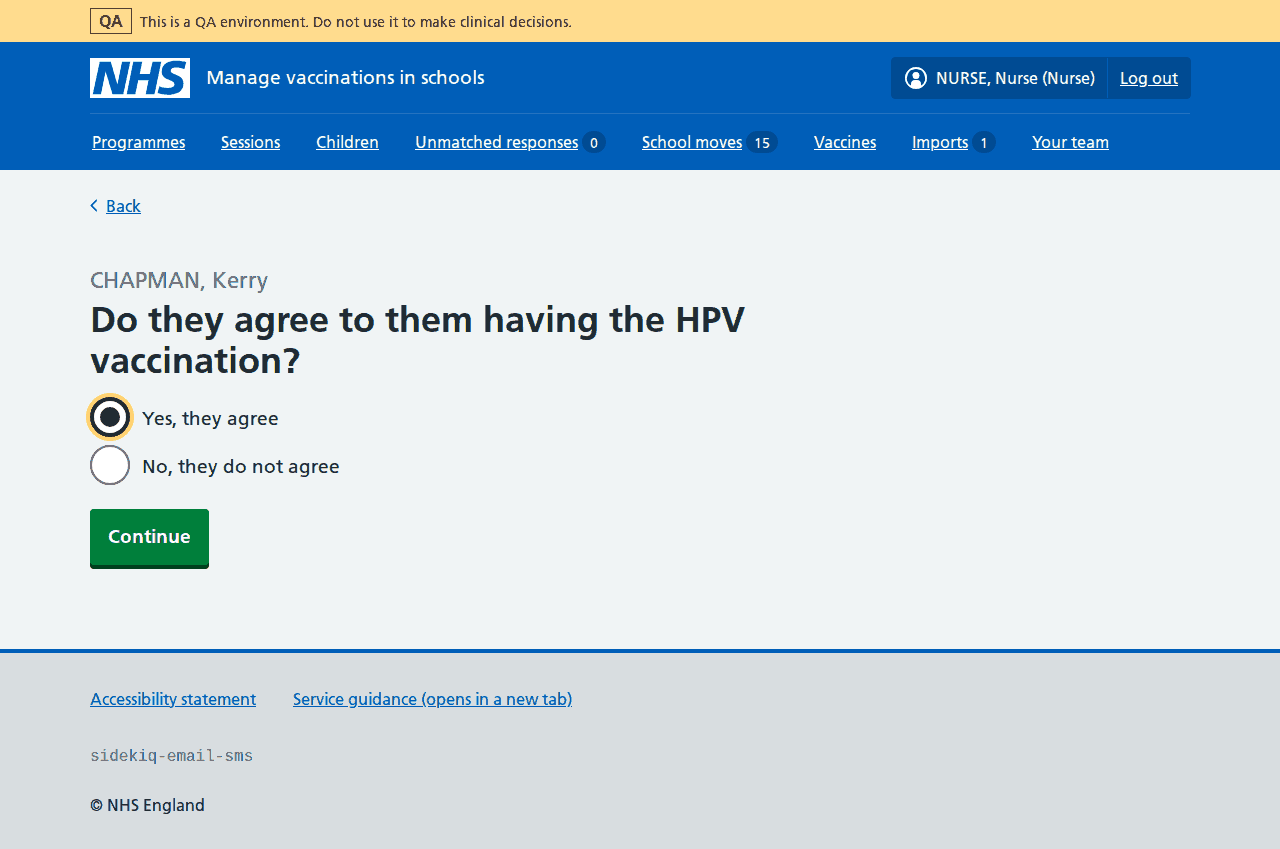 QA This is a QA environment. Do not use it to make clinical decisions.
NHS Manage vaccinations in schools NURSE, Nurse (Nurse) Log out
Programmes Sessions Children Unmatched responses 0 School moves 15 Vaccines Imports 1 Your team
Back
CHAPMAN, Kerry
Do they agree to them having the HPV
vaccination?
Yes, they agree
No, they do not agree
Continue
Accessibility statement Service guidance (opens in a new tab)
sidekiq-email-sms
© NHS England